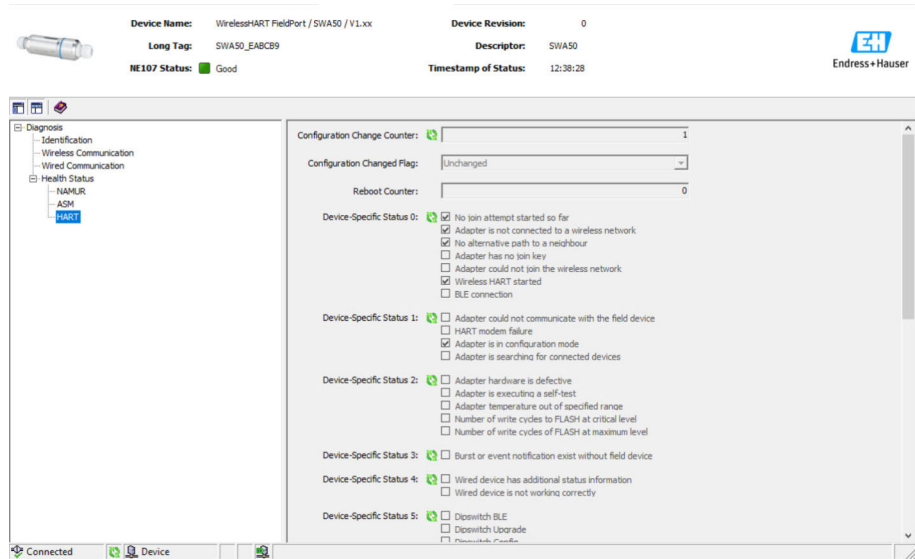 Device Name: WirelessHART FieldPort / SWA50 / V1.xx Device Revision: 0
Long Tag: SWA50_EABCB9 Descriptor: SWA50
NE107 Status: Good Timestamp of Status: 12:38:28
EH
Endress+Hauser
Diagnosis
Identification
Wireless Communication
Wired Communication
Health Status
NAMUR
ASM
HART
Configuration Change Counter: 1
Configuration Changed Flag: Unchanged
Reboot Counter: 0
Device-Specific Status 0: No join attempt started so far
Adapter is not connected to a wireless network
No alternative path to a neighbour
Adapter has no join key
Adapter could not join the wireless network
Wireless HART started
BLE connection
Device-Specific Status 1: Adapter could not communicate with the field device
HART modem failure
Adapter is in configuration mode
Adapter is searching for connected devices
Device-Specific Status 2: Adapter hardware is defective
Adapter is executing a self-test
Adapter temperature out of specified range
Number of write cycles to FLASH at critical level
Number of write cycles of FLASH at maximum level
Device-Specific Status 3: Burst or event notification exist without field device
Device-Specific Status 4: Wired device has additional status information
Wired device is not working correctly
Device-Specific Status 5: Dipswitch BLE
Dipswitch Upgrade
Dipswitch Config
Connected Device